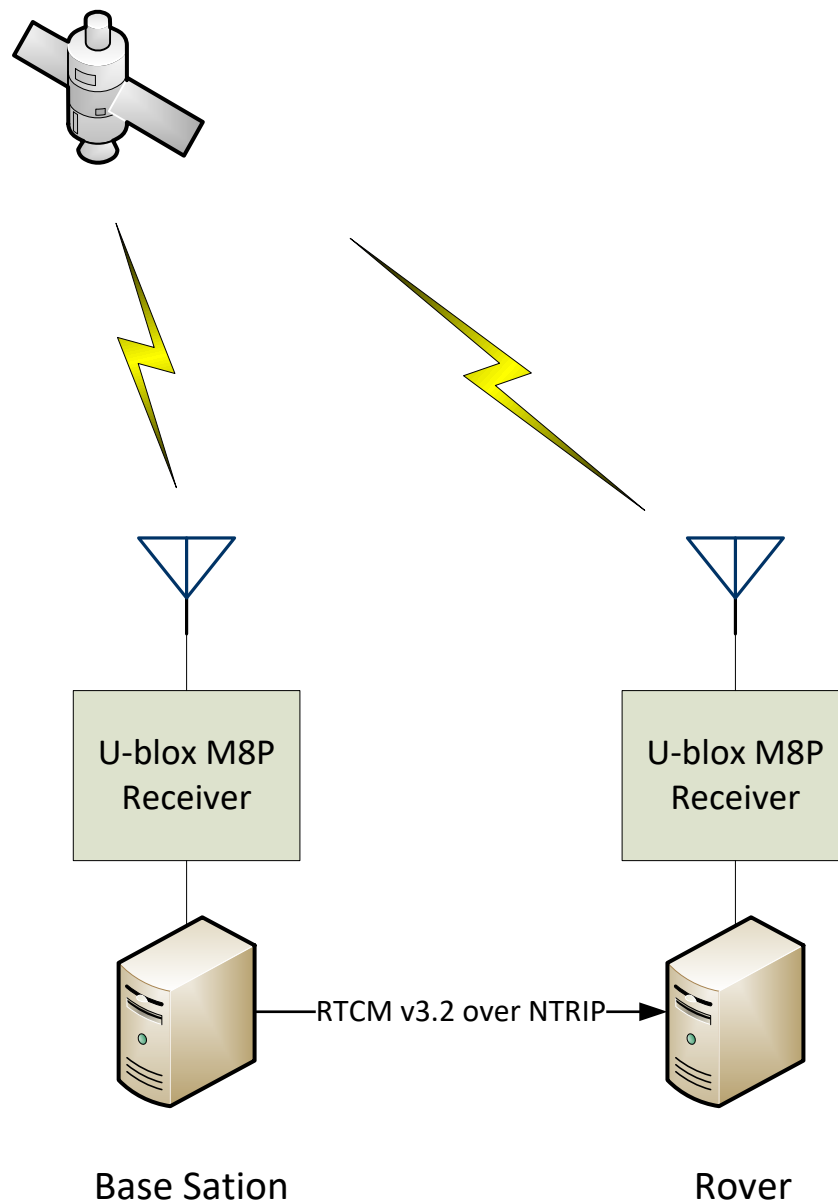 U-blox M8P
Receiver
U-blox M8P
Receiver
RTCM v3.2 over NTRIP
Base Sation
Rover